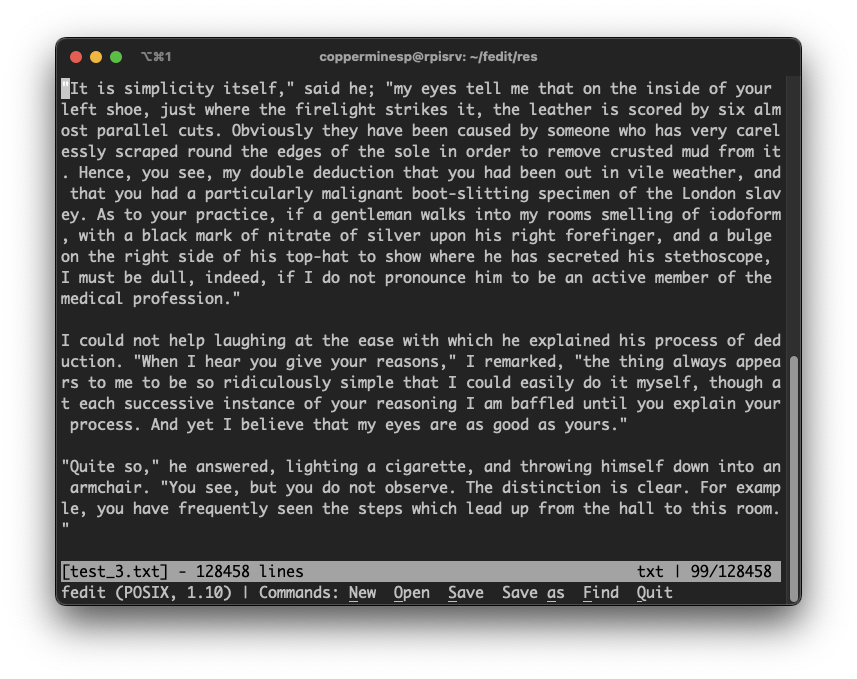 ⌥⌘1 copperminesp@rpisrv: ~/fedit/res
"It is simplicity itself," said he; "my eyes tell me that on the inside of your
left shoe, just where the firelight strikes it, the leather is scored by six alm
ost parallel cuts. Obviously they have been caused by someone who has very carel
essly scraped round the edges of the sole in order to remove crusted mud from it
. Hence, you see, my double deduction that you had been out in vile weather, and
 that you had a particularly malignant boot-slitting specimen of the London slav
ey. As to your practice, if a gentleman walks into my rooms smelling of iodoform
, with a black mark of nitrate of silver upon his right forefinger, and a bulge
on the right side of his top-hat to show where he has secreted his stethoscope,
I must be dull, indeed, if I do not pronounce him to be an active member of the
medical profession."

I could not help laughing at the ease with which he explained his process of ded
uction. "When I hear you give your reasons," I remarked, "the thing always appea
rs to me to be so ridiculously simple that I could easily do it myself, though a
t each successive instance of your reasoning I am baffled until you explain your
 process. And yet I believe that my eyes are as good as yours."

"Quite so," he answered, lighting a cigarette, and throwing himself down into an
 armchair. "You see, but you do not observe. The distinction is clear. For examp
le, you have frequently seen the steps which lead up from the hall to this room.
"
[test_3.txt] - 128458 lines txt | 99/128458
fedit (POSIX, 1.10) | Commands: New Open Save Save as Find Quit